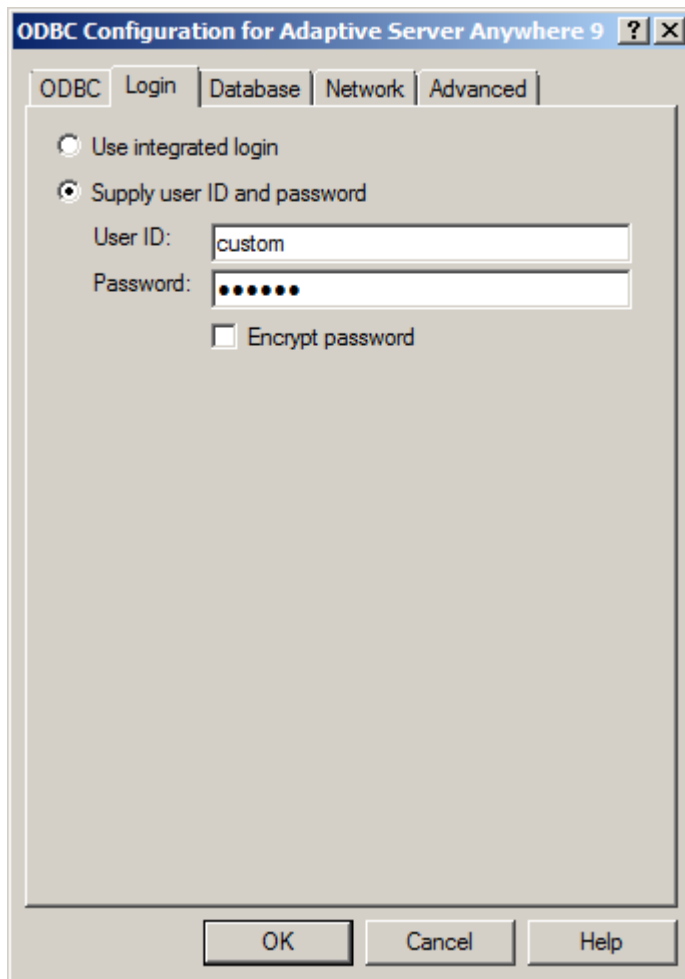 ODBC Configuration for Adaptive Server Anywhere 9
ODBC Login Database Network Advanced
Use integrated login
Supply user ID and password
User ID: custom
Password: ●●●●●●
Encrypt password
OK Cancel Help